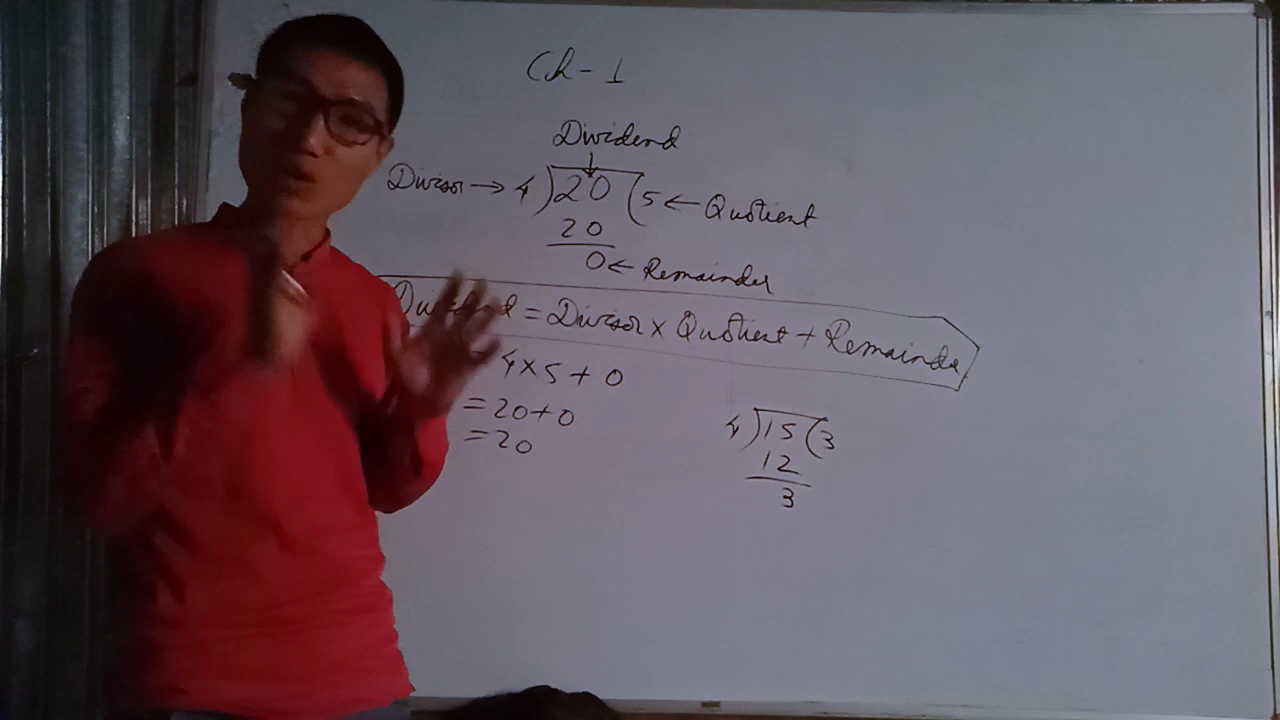 Ch-1
Dividend
↓
Divisor → 4)20(5 ← Quotient
20
0 ← Remainder
Dividend = Divisor × Quotient + Remainder
4×5+0
=20+0
=20
4)15(3
12
3